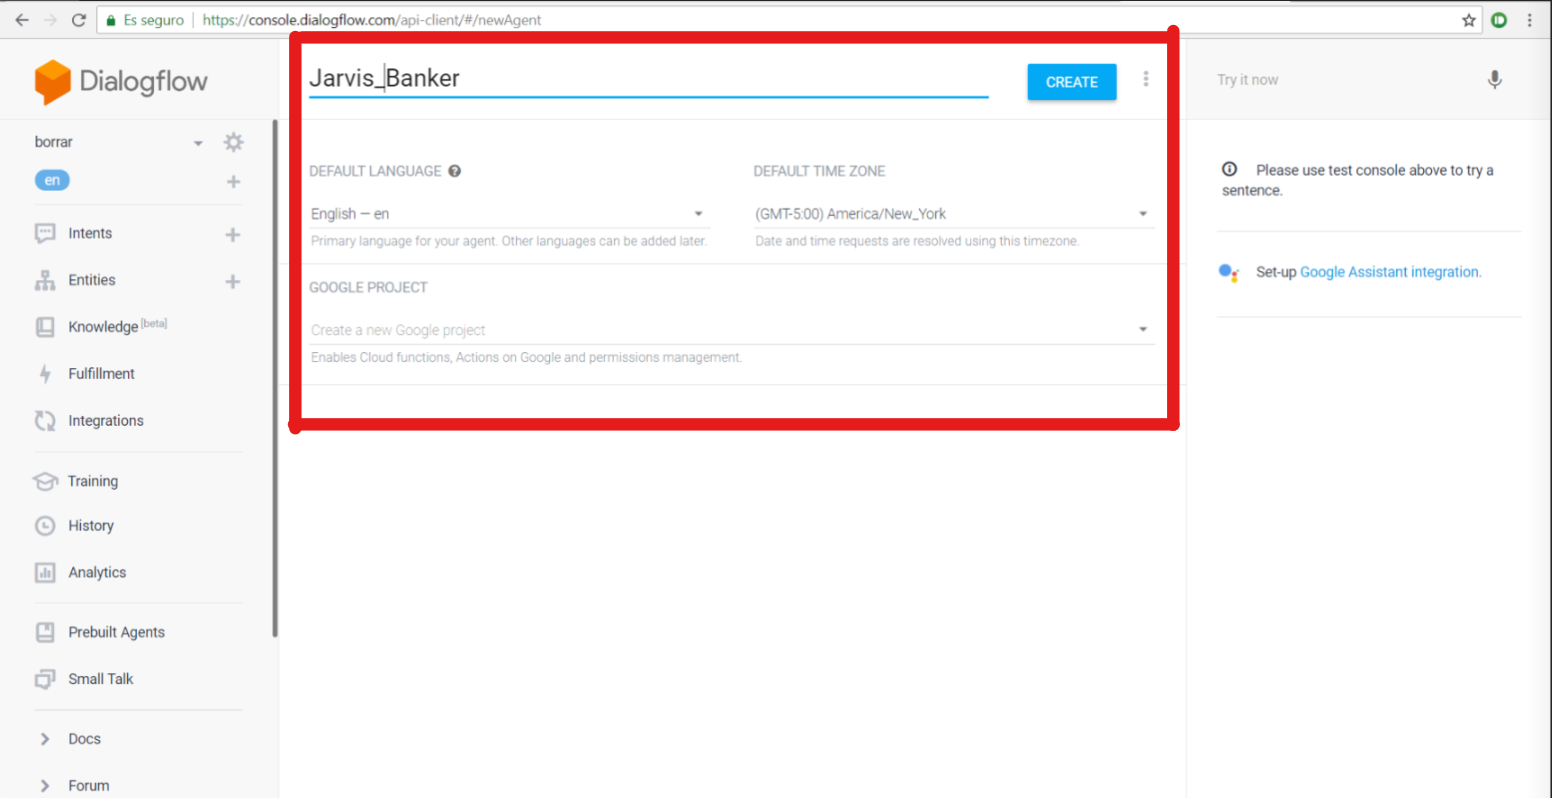 Es seguro https://console.dialogflow.com/api-client/#/newAgent
Dialogflow
borrar
en
Intents
Entities
Knowledge [beta]
Fulfillment
Integrations
Training
History
Analytics
Prebuilt Agents
Small Talk
Docs
Forum
Jarvis_Banker
CREATE
DEFAULT LANGUAGE ?
DEFAULT TIME ZONE
English – en
(GMT-5:00) America/New_York
Primary language for your agent. Other languages can be added later.
Date and time requests are resolved using this timezone.
GOOGLE PROJECT
Create a new Google project
Enables Cloud functions, Actions on Google and permissions management.
Try it now
Please use test console above to try a
sentence.
Set-up Google Assistant integration.